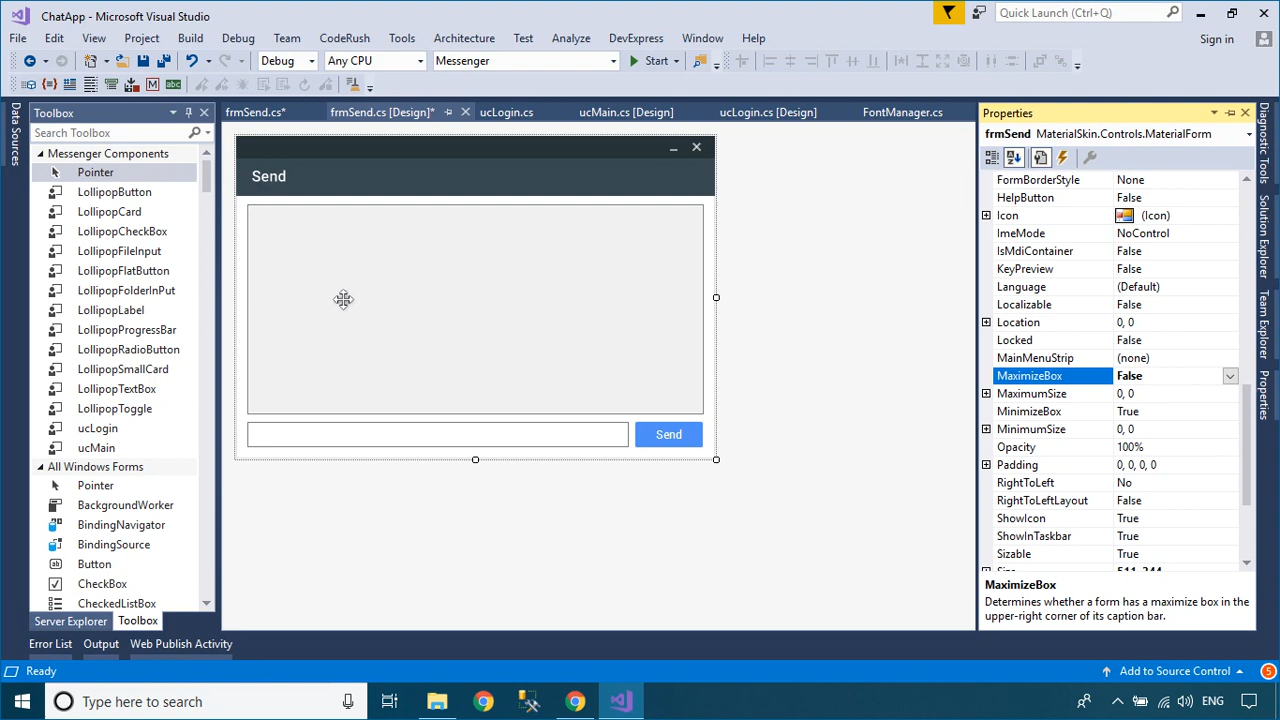 ChatApp - Microsoft Visual Studio
Quick Launch (Ctrl+Q)
File Edit View Project Build Debug Team CodeRush Tools Architecture Test Analyze DevExpress Window Help
Sign in
Debug Any CPU Messenger Start
Data Sources
Toolbox
Search Toolbox
Messenger Components
Pointer
LollipopButton
LollipopCard
LollipopCheckBox
LollipopFileInput
LollipopFlatButton
LollipopFolderInPut
LollipopLabel
LollipopProgressBar
LollipopRadioButton
LollipopSmallCard
LollipopTextBox
LollipopToggle
ucLogin
ucMain
All Windows Forms
Pointer
BackgroundWorker
BindingNavigator
BindingSource
Button
CheckBox
CheckedListBox
Server Explorer Toolbox
frmSend.cs* frmSend.cs [Design]* ucLogin.cs ucMain.cs [Design] ucLogin.cs [Design] FontManager.cs
Send
Send
Properties
frmSend MaterialSkin.Controls.MaterialForm
FormBorderStyle None
HelpButton False
Icon (Icon)
ImeMode NoControl
IsMdiContainer False
KeyPreview False
Language (Default)
Localizable False
Location 0, 0
Locked False
MainMenuStrip (none)
MaximizeBox False
MaximumSize 0, 0
MinimizeBox True
MinimumSize 0, 0
Opacity 100%
Padding 0, 0, 0, 0
RightToLeft No
RightToLeftLayout False
ShowIcon True
ShowInTaskbar True
Sizable True
Size 511, 344
MaximizeBox
Determines whether a form has a maximize box in the
upper-right corner of its caption bar.
Diagnostic Tools
Solution Explorer
Team Explorer
Properties
Error List Output Web Publish Activity
Ready
Add to Source Control 5
Type here to search
ENG